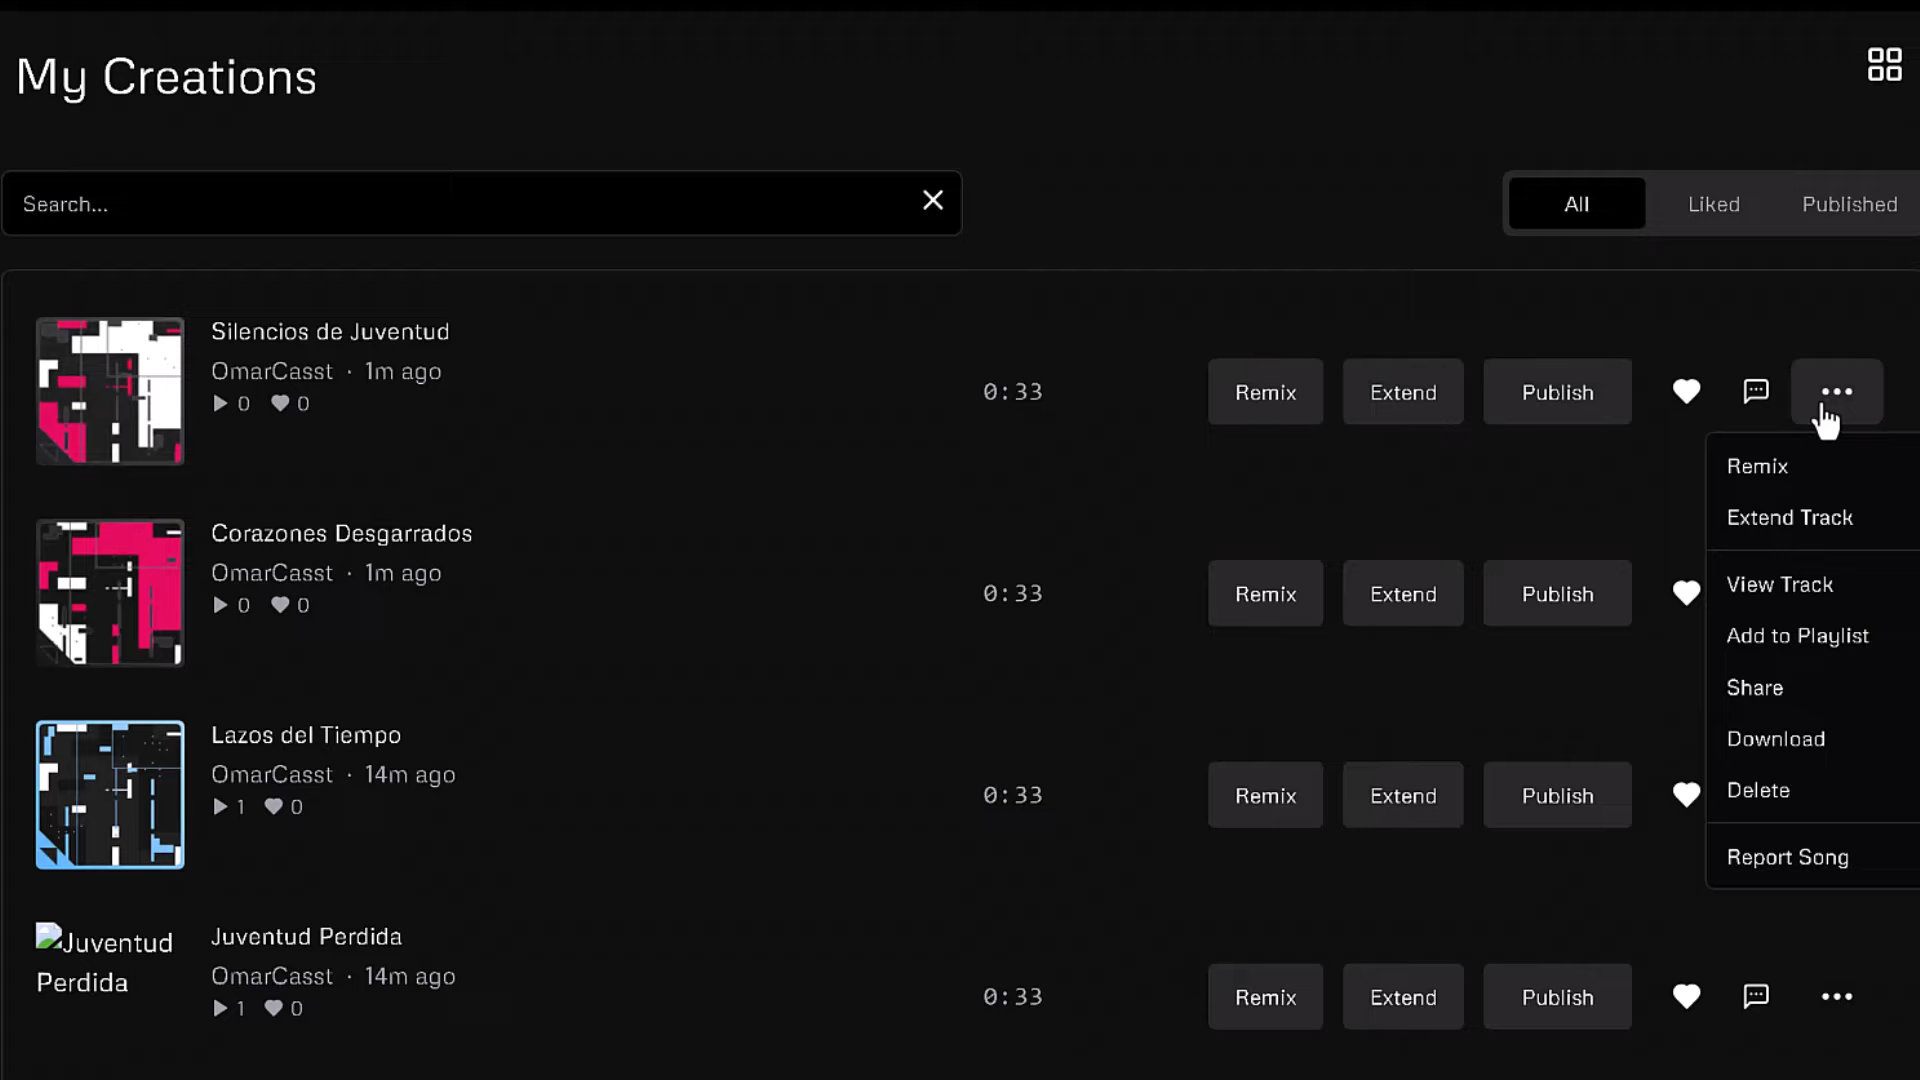 My Creations
Search...
All Liked Published
Silencios de Juventud
OmarCasst · 1m ago
0 0
0:33
Remix Extend Publish
Remix
Extend Track
View Track
Add to Playlist
Share
Download
Delete
Report Song
Corazones Desgarrados
OmarCasst · 1m ago
0 0
0:33
Remix Extend Publish
Lazos del Tiempo
OmarCasst · 14m ago
1 0
0:33
Remix Extend Publish
Juventud
Perdida
Juventud Perdida
OmarCasst · 14m ago
1 0
0:33
Remix Extend Publish